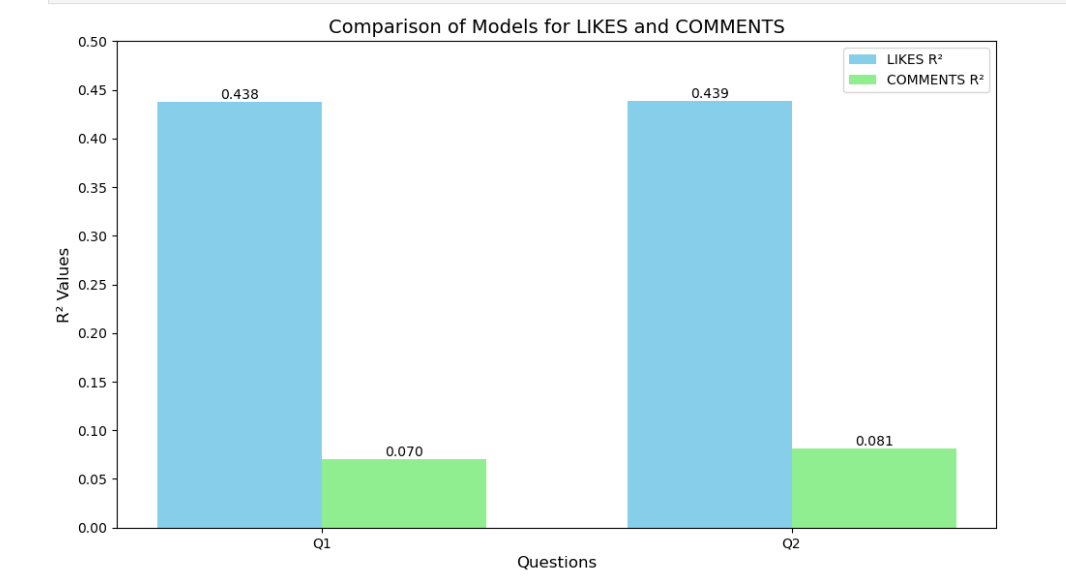 Comparison of Models for LIKES and COMMENTS
0.50
0.45
0.40
0.35
0.30
0.25
0.20
0.15
0.10
0.05
0.00
R² Values
LIKES R²
COMMENTS R²
0.438
0.070
0.439
0.081
Q1
Q2
Questions